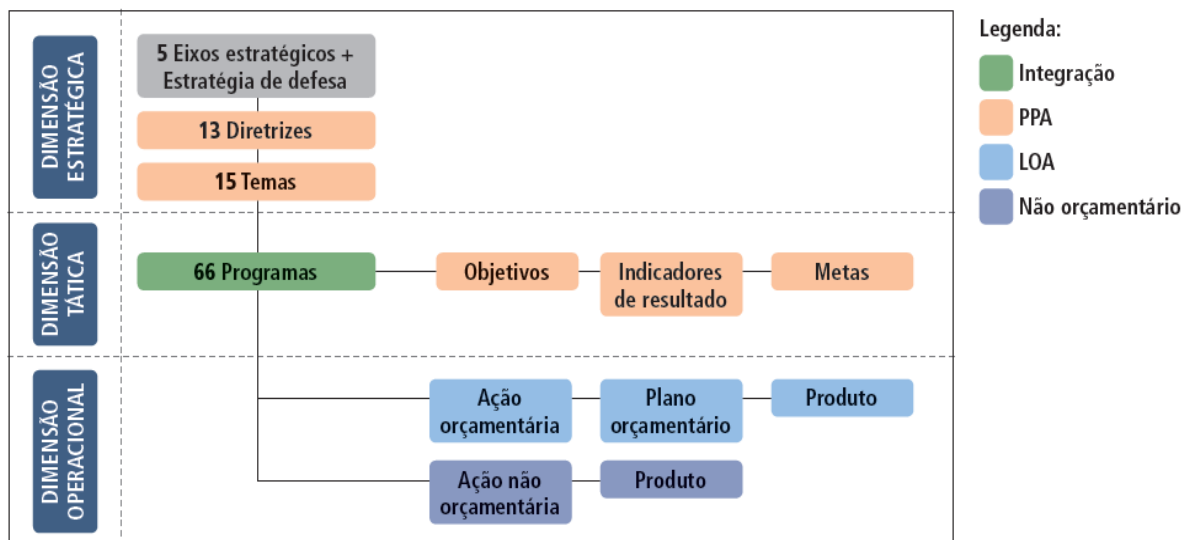 DIMENSÃO
ESTRATÉGICA
5 Eixos estratégicos +
Estratégia de defesa
13 Diretrizes
15 Temas
DIMENSÃO
TÁTICA
66 Programas
Objetivos
Indicadores
de resultado
Metas
DIMENSÃO
OPERACIONAL
Ação
orçamentária
Plano
orçamentário
Produto
Ação não
orçamentária
Produto
Legenda:
Integração
PPA
LOA
Não orçamentário